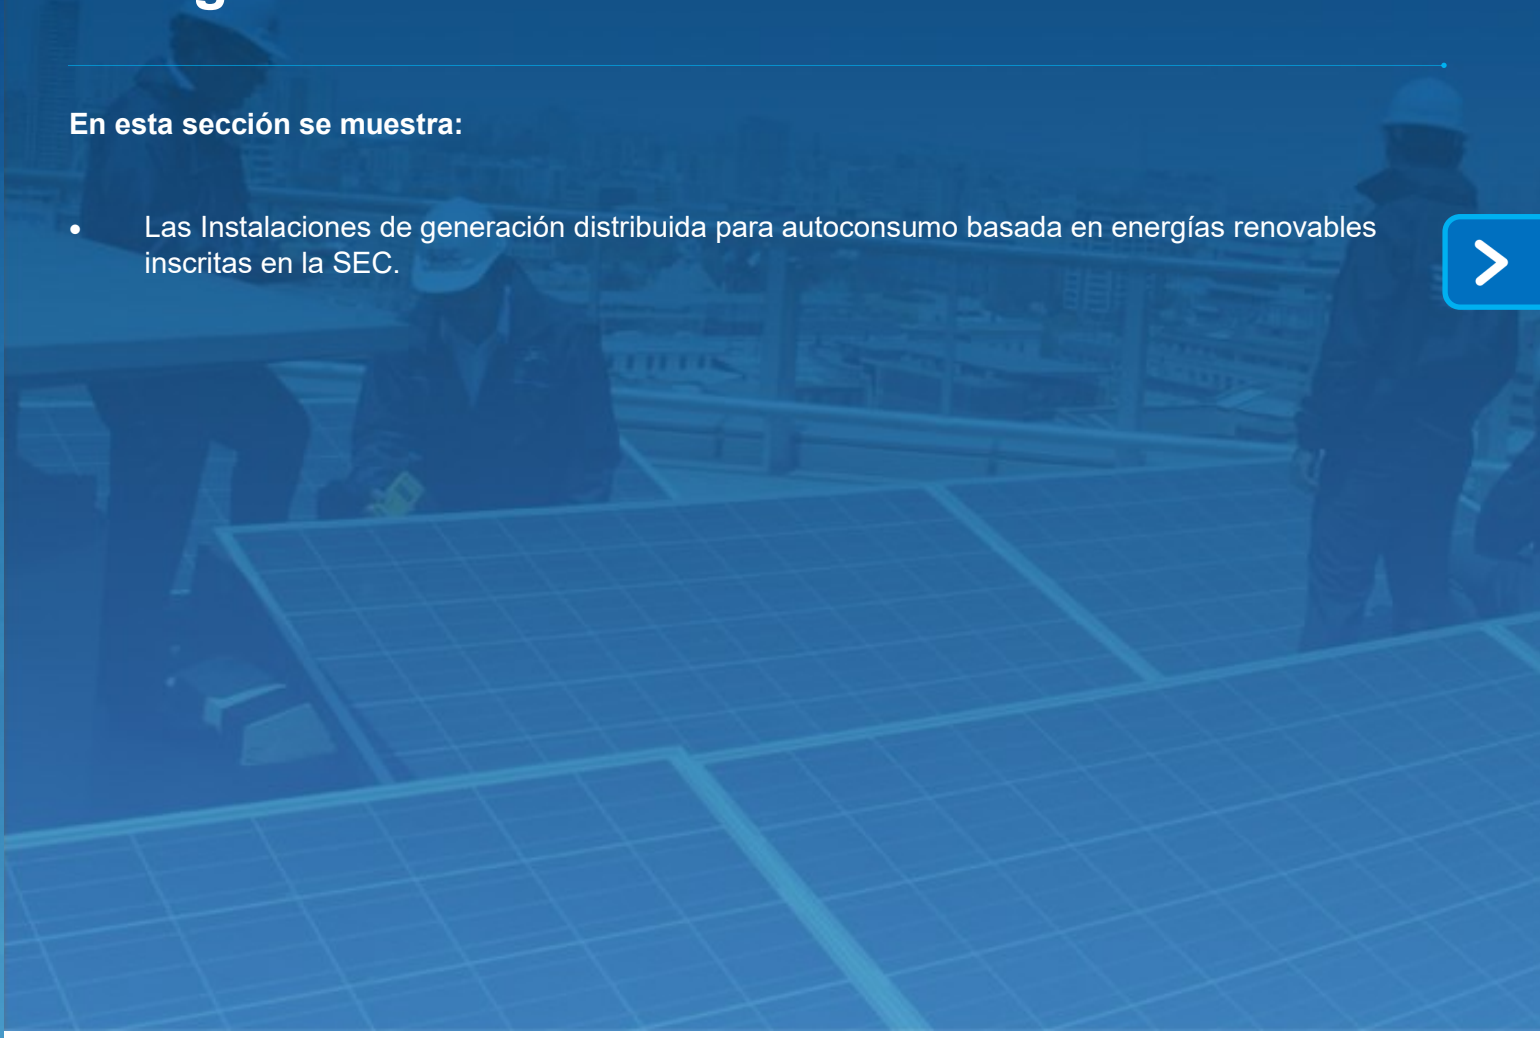 En esta sección se muestra:
• Las Instalaciones de generación distribuida para autoconsumo basada en energías renovables
inscritas en la SEC.